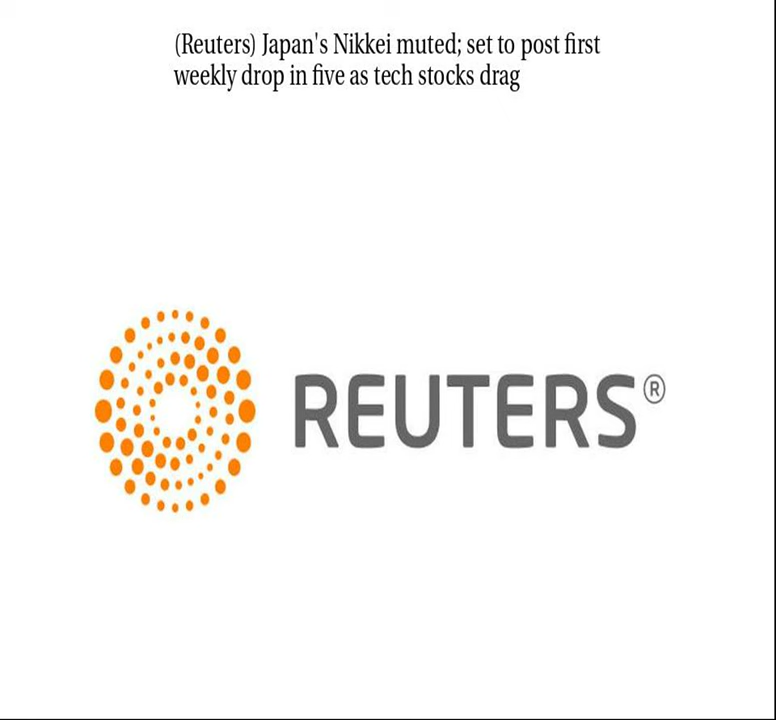 (Reuters) Japan's Nikkei muted; set to post first
weekly drop in five as tech stocks drag
REUTERS®